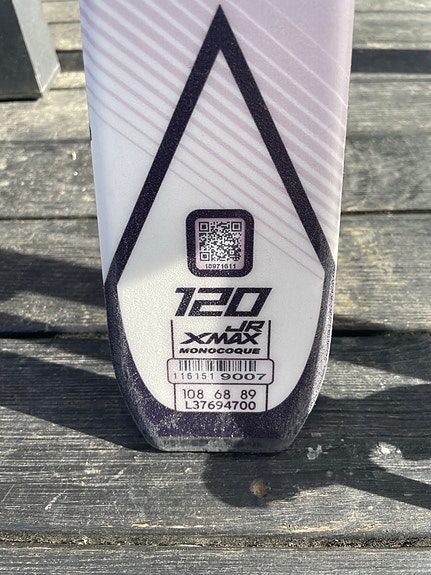 10971611
120
JR
XMAX
MONOCOQUE
116151 9007
108 68 89
L37694700